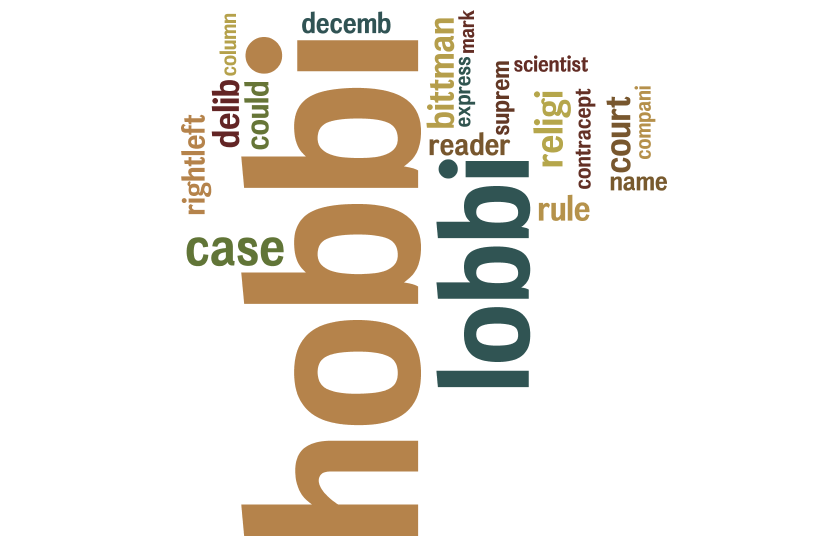 decemb
column
mark
bittman
express
suprem
scientist
delib
could
rightleft
hobbi
reader
religi
contracept
court
compani
name
lobbi
rule
case